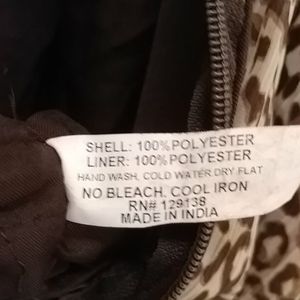 SHELL: 100%POLYESTER
LINER: 100%POLYESTER
HAND WASH, COLD WATER DRY FLAT
NO BLEACH. COOL IRON
RN# 129138
MADE IN INDIA